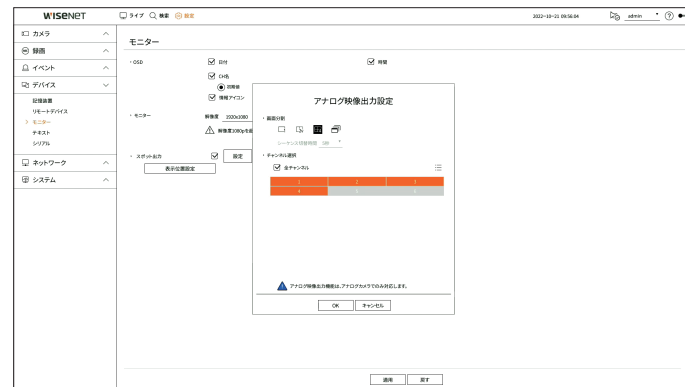 WISENET
ライブ 検索 設定 2022-10-21 09:56:04 admin
カメラ
録画
イベント
デバイス
記憶装置
リモートデバイス
モニター
テキスト
シリアル
ネットワーク
システム
モニター
• OSD 日付 時間
CH名
初期値
情報アイコン
• モニター 解像度 1920x1080
解像度1080pを
• スポット出力 設定
表示位置設定
アナログ映像出力設定
• 画面分割
シーケンス切替時間 5秒
• チャンネル選択
全チャンネル
1 2 3
4 5 6
アナログ映像出力機能は、アナログカメラでのみ対応します。
OK キャンセル
適用 戻す